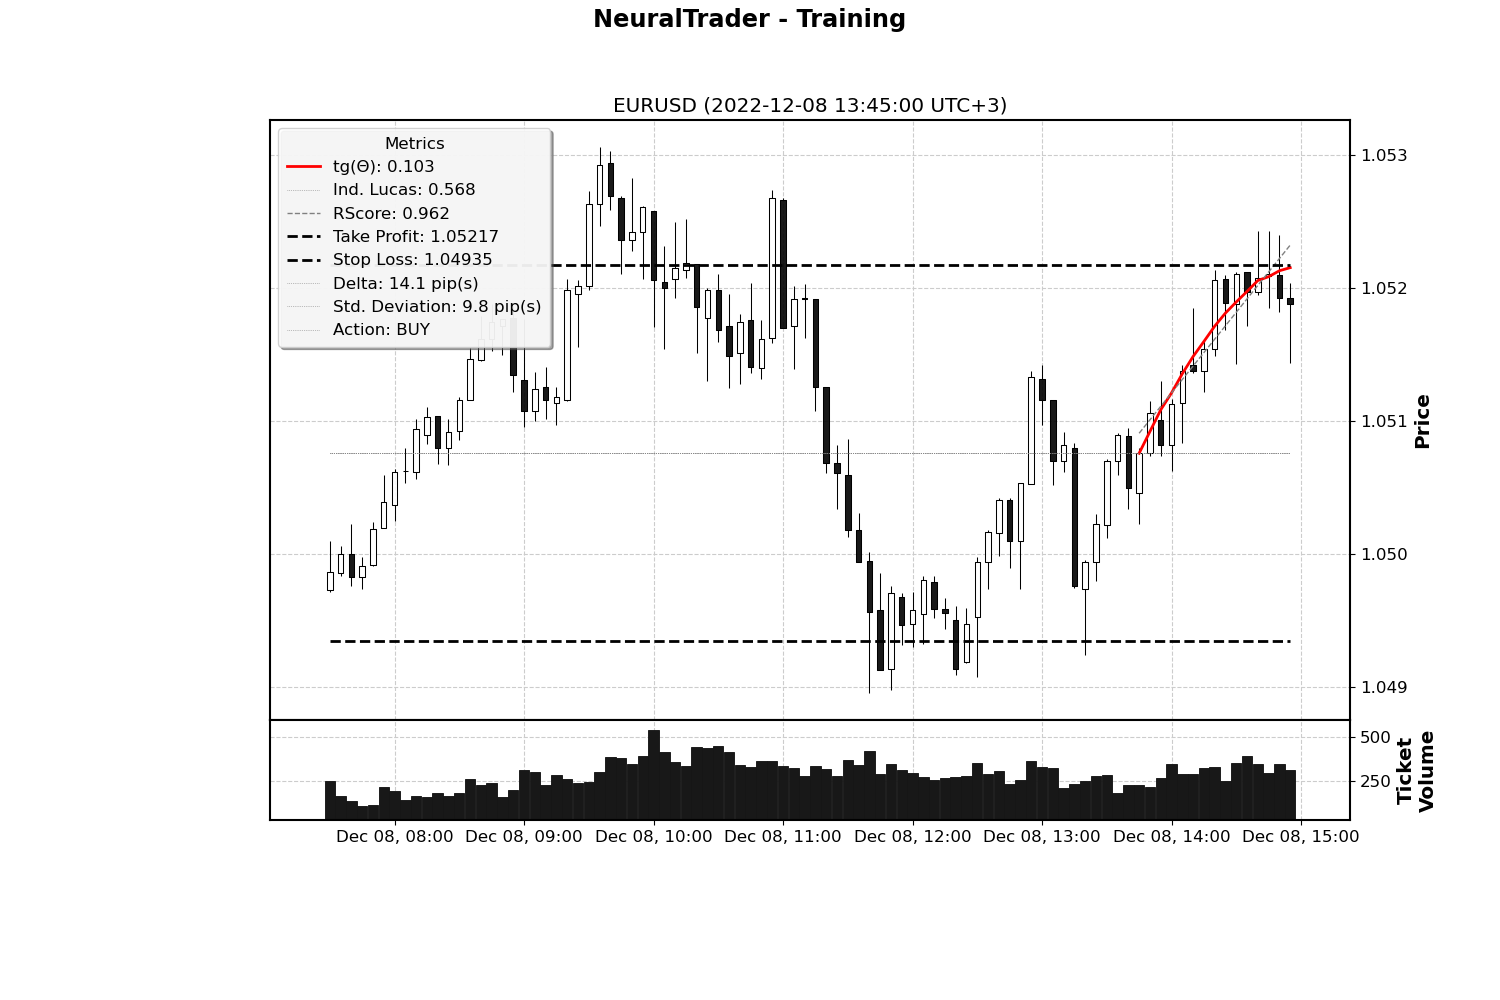 NeuralTrader - Training
EURUSD (2022-12-08 13:45:00 UTC+3)
Metrics
tg(Θ): 0.103
Ind. Lucas: 0.568
RScore: 0.962
Take Profit: 1.05217
Stop Loss: 1.04935
Delta: 14.1 pip(s)
Std. Deviation: 9.8 pip(s)
Action: BUY
1.053
1.052
1.051
1.050
1.049
Price
500
250
Ticket
Volume
Dec 08, 08:00
Dec 08, 09:00
Dec 08, 10:00
Dec 08, 11:00
Dec 08, 12:00
Dec 08, 13:00
Dec 08, 14:00
Dec 08, 15:00